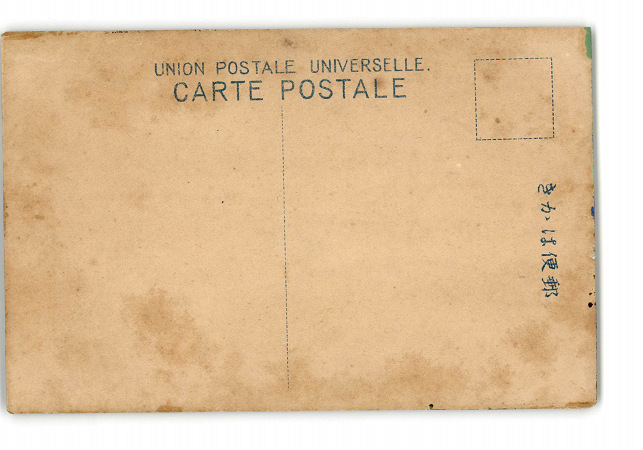 UNION POSTALE UNIVERSELLE.
CARTE POSTALE
郵便はかき